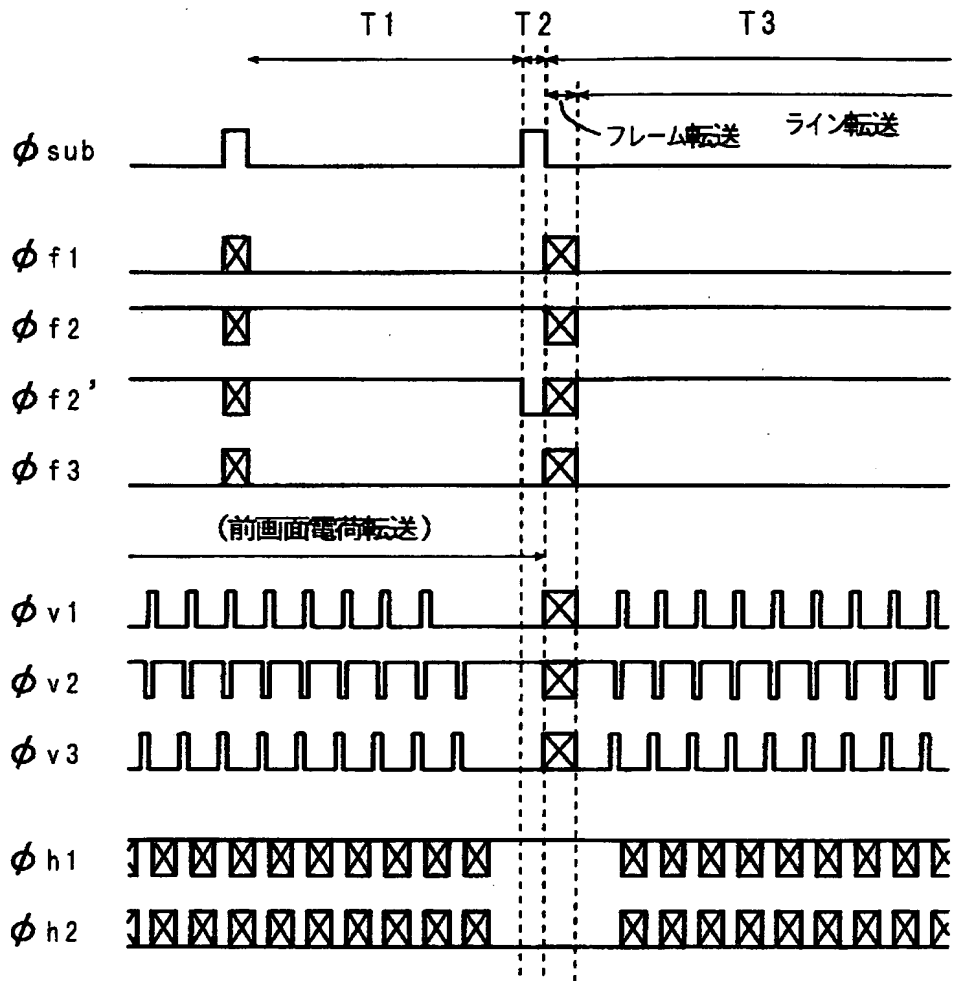 T1 T2 T3
フレーム転送 ライン転送
φsub
φf1
φf2
φf2'
φf3
(前画面電荷転送)
φv1
φv2
φv3
φh1
φh2